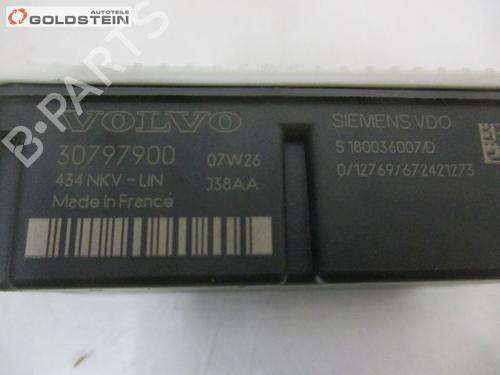 Autoteile
GOLDSTEIN
VOLVO
30797900 07W26
434 NKV-LIN J38AA
Made in France
SIEMENS VDO
S180036007/D
0/12769/672421273
B-PARTS